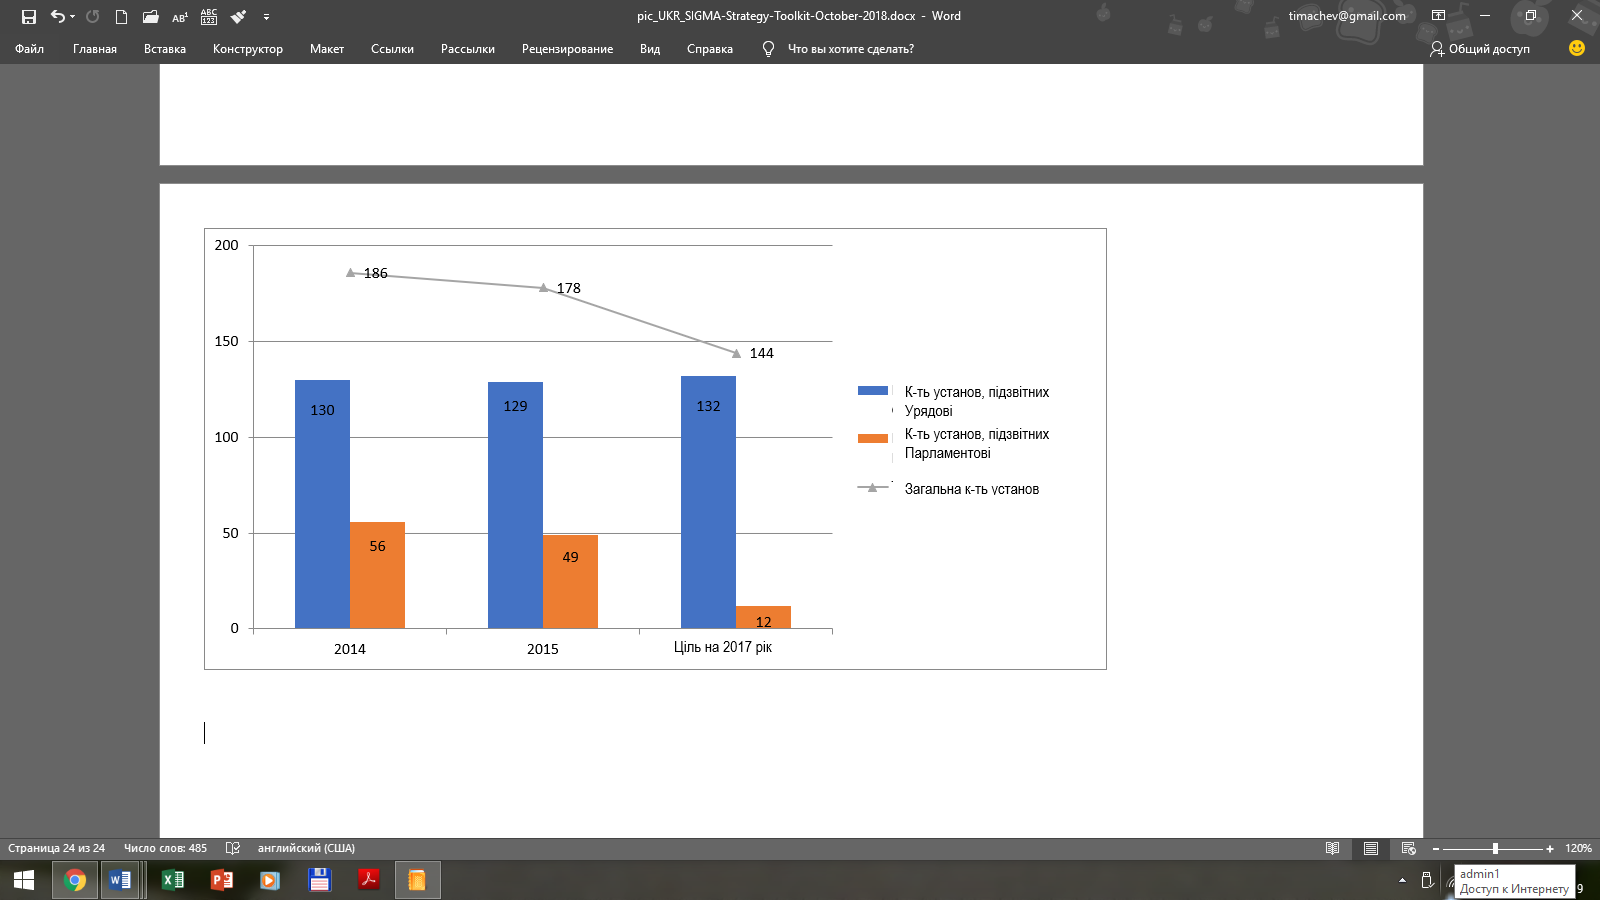 pic_UKR_SIGMA-Strategy-Toolkit-October-2018.docx - Word
timachev@gmail.com
Файл Главная Вставка Конструктор Макет Ссылки Рассылки Рецензирование Вид Справка Что вы хотите сделать? Общий доступ
200
186
178
150
144
130
129
132
100
56
50
49
12
0
2014
2015
Ціль на 2017 рік
К-ть установ, підзвітних
Урядові
К-ть установ, підзвітних
Парламентові
Загальна к-ть установ
Страница 24 из 24 Число слов: 485 английский (США)
120%
admin1
Доступ к Интернету
9